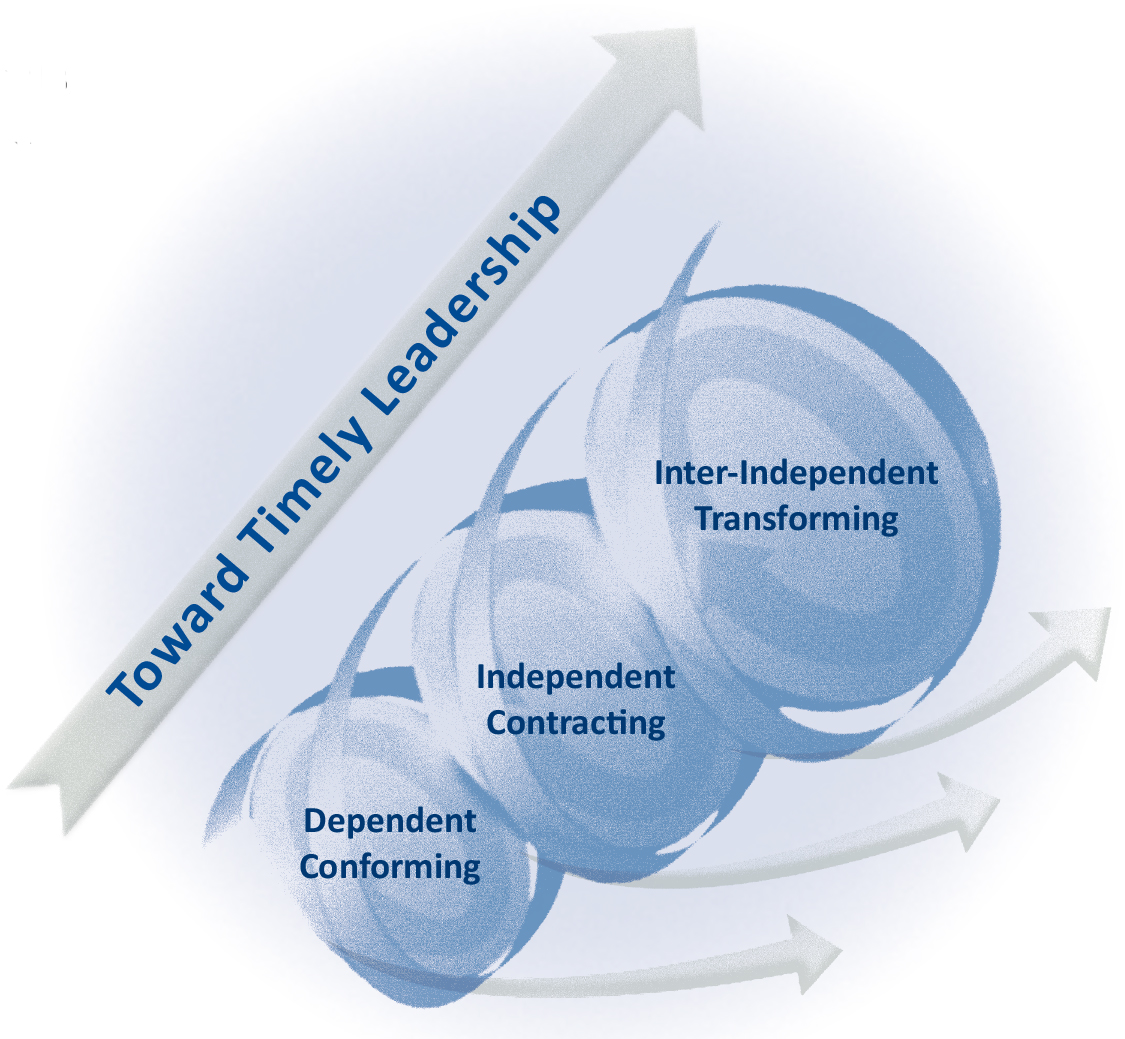 Toward Timely Leadership
Inter-Independent
Transforming
Independent
Contracting
Dependent
Conforming